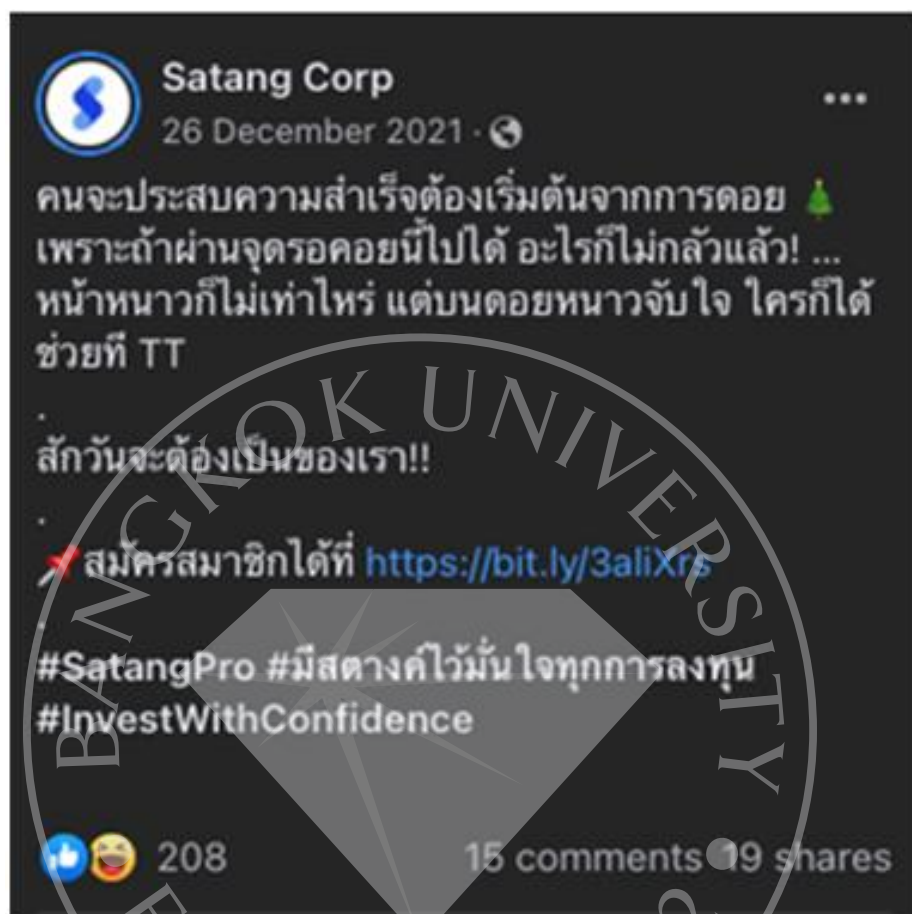 Satang Corp
26 December 2021 ·
คนจะประสบความสำเร็จต้องเริ่มต้นจากการดอย 🎄
เพราะถ้าผ่านจุดรอคอยนี้ไปได้ อะไรก็ไม่กลัวแล้ว! ...
หน้าหนาวก็ไม่เท่าไหร่ แต่บนดอยหนาวจับใจ ใครก็ได้
ช่วยที TT
.
สักวันจะต้องเป็นของเรา!!
.
📌สมัครสมาชิกได้ที่ https://bit.ly/3aliXrs
.
#SatangPro #มีสตางค์ไว้มั่นใจทุกการลงทุน
#InvestWithConfidence
208
15 comments 19 shares
BANGKOK UNIVERSITY